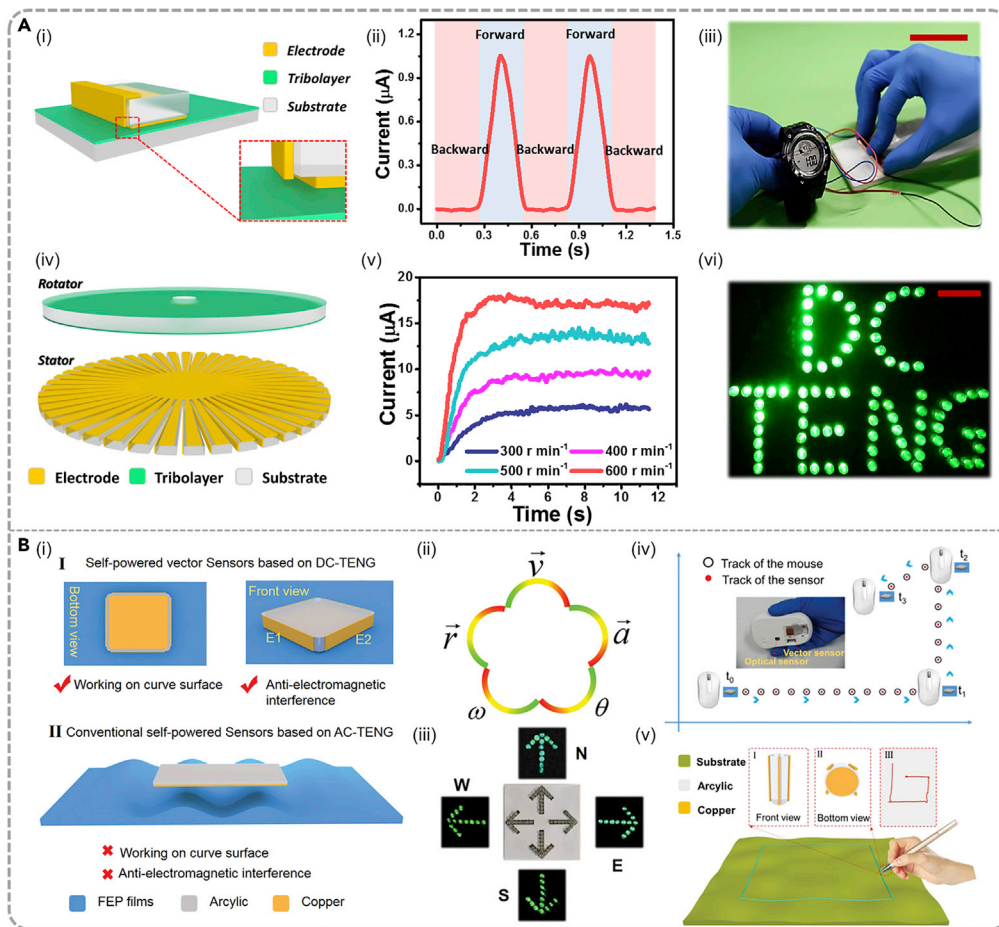 A
(i)
Electrode
Tribolayer
Substrate
(ii)
Current (μA)
1.2
0.9
0.6
0.3
0.0
Forward Forward
Backward Backward Backward
0.0 0.3 0.6 0.9 1.2 1.5
Time (s)
(iii)
(iv)
Rotator
Stator
Electrode Tribolayer Substrate
(v)
Current (μA)
20
15
10
5
0
300 r min⁻¹ 400 r min⁻¹
500 r min⁻¹ 600 r min⁻¹
0 2 4 6 8 10 12
Time (s)
(vi)
DC
TENG
B
(i)
I Self-powered vector Sensors based on DC-TENG
Bottom view
Front view
E1 E2
Working on curve surface
Anti-electromagnetic
interference
II Conventional self-powered Sensors based on AC-TENG
Working on curve surface
Anti-electromagnetic interference
FEP films Arcylic Copper
(ii)
v
a
θ
ω
r
(iii)
N
W
E
S
(iv)
Track of the mouse
Track of the sensor
t2
t3
Vector sensor
Optical sensor
t0
t1
(v)
Substrate
Arcylic
Copper
I
Front view
II
Bottom view
III